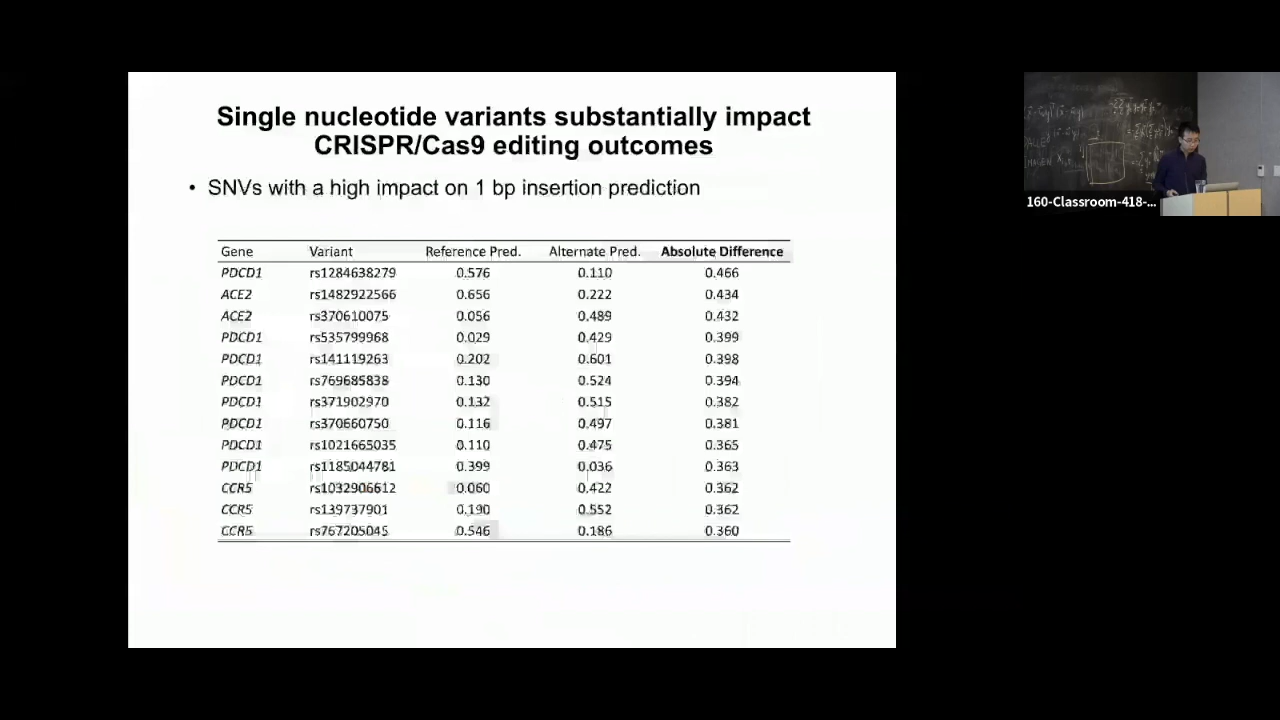 Single nucleotide variants substantially impact
CRISPR/Cas9 editing outcomes
• SNVs with a high impact on 1 bp insertion prediction
Gene Variant Reference Pred. Alternate Pred. Absolute Difference
PDCD1 rs1284638279 0.576 0.110 0.466
ACE2 rs1482922566 0.656 0.222 0.434
ACE2 rs370610075 0.056 0.489 0.432
PDCD1 rs535799968 0.029 0.429 0.399
PDCD1 rs141119263 0.202 0.601 0.398
PDCD1 rs769685838 0.130 0.524 0.394
PDCD1 rs371902970 0.132 0.515 0.382
PDCD1 rs370660750 0.116 0.497 0.381
PDCD1 rs1021665035 0.110 0.475 0.365
PDCD1 rs1185044781 0.399 0.036 0.363
CCR5 rs1032906612 0.060 0.422 0.362
CCR5 rs139737901 0.190 0.552 0.362
CCR5 rs767205045 0.546 0.186 0.360
160-Classroom-418-...